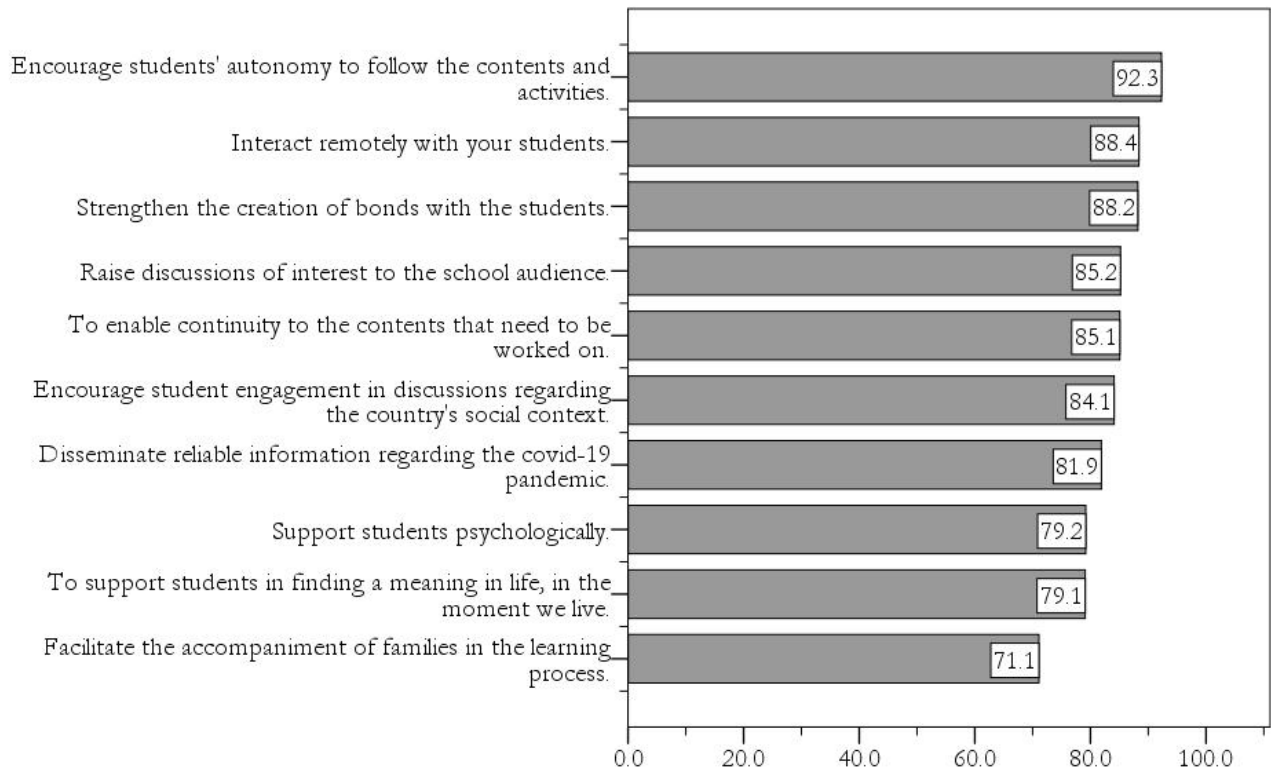 Encourage students' autonomy to follow the contents and
activities.
92.3
Interact remotely with your students.
88.4
Strengthen the creation of bonds with the students.
88.2
Raise discussions of interest to the school audience.
85.2
To enable continuity to the contents that need to be
worked on.
85.1
Encourage student engagement in discussions regarding
the country's social context.
84.1
Disseminate reliable information regarding the covid-19
pandemic.
81.9
Support students psychologically.
79.2
To support students in finding a meaning in life, in the
moment we live.
79.1
Facilitate the accompaniment of families in the learning
process.
71.1
0.0 20.0 40.0 60.0 80.0 100.0